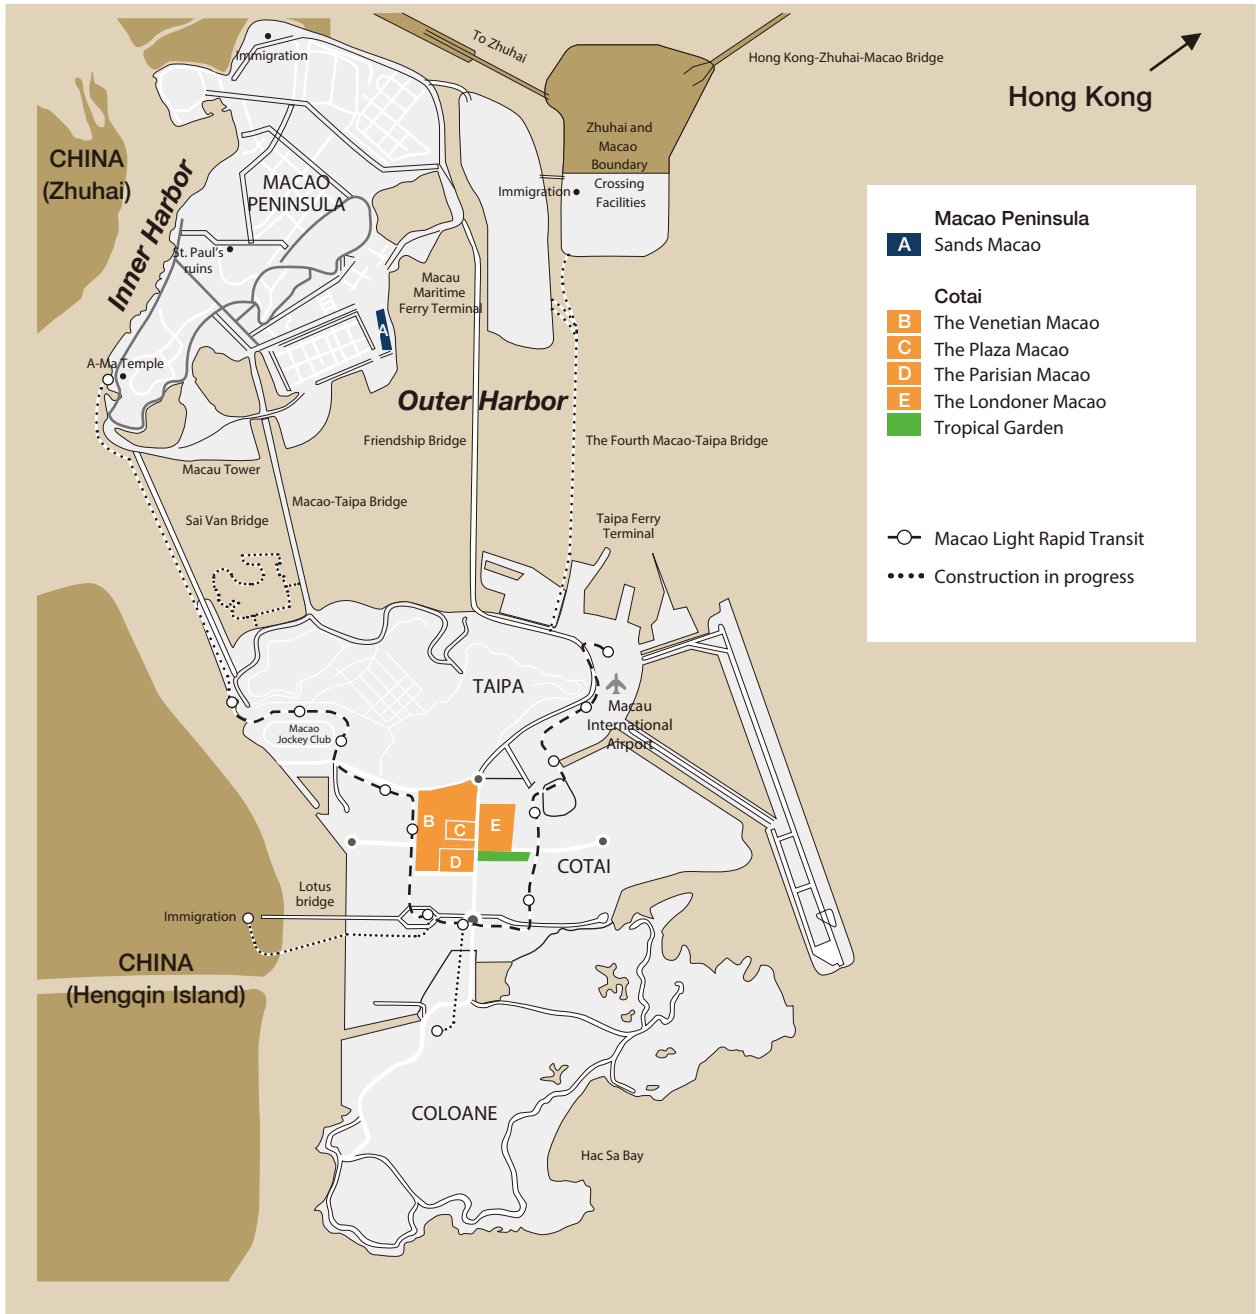 To Zhuhai
Immigration
Hong Kong-Zhuhai-Macao Bridge
Hong Kong
CHINA
(Zhuhai)
Inner Harbor
MACAO
PENINSULA
Zhuhai and
Macao
Boundary
Crossing
Facilities
Immigration
St. Paul's
ruins
Macau
Maritime
Ferry Terminal
A
A-Ma Temple
Outer Harbor
Friendship Bridge
The Fourth Macao-Taipa Bridge
Macau Tower
Macao-Taipa Bridge
Sai Van Bridge
Taipa Ferry
Terminal
TAIPA
Macau
International
Airport
Macao
Jockey Club
B
C
D
E
COTAI
Lotus
bridge
Immigration
CHINA
(Hengqin Island)
COLOANE
Hac Sa Bay
Macao Peninsula
A Sands Macao
Cotai
B The Venetian Macao
C The Plaza Macao
D The Parisian Macao
E The Londoner Macao
Tropical Garden
Macao Light Rapid Transit
Construction in progress